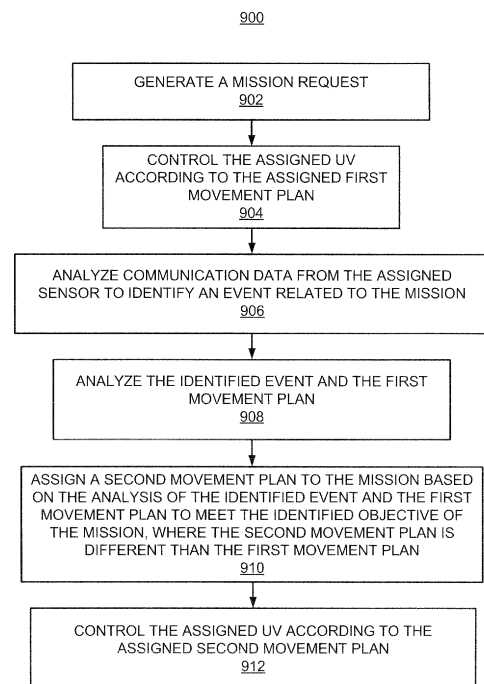 900
GENERATE A MISSION REQUEST
902
CONTROL THE ASSIGNED UV
ACCORDING TO THE ASSIGNED FIRST
MOVEMENT PLAN
904
ANALYZE COMMUNICATION DATA FROM THE ASSIGNED
SENSOR TO IDENTIFY AN EVENT RELATED TO THE MISSION
906
ANALYZE THE IDENTIFIED EVENT AND THE FIRST
MOVEMENT PLAN
908
ASSIGN A SECOND MOVEMENT PLAN TO THE MISSION BASED
ON THE ANALYSIS OF THE IDENTIFIED EVENT AND THE FIRST
MOVEMENT PLAN TO MEET THE IDENTIFIED OBJECTIVE OF
THE MISSION, WHERE THE SECOND MOVEMENT PLAN IS
DIFFERENT THAN THE FIRST MOVEMENT PLAN
910
CONTROL THE ASSIGNED UV ACCORDING TO THE
ASSIGNED SECOND MOVEMENT PLAN
912